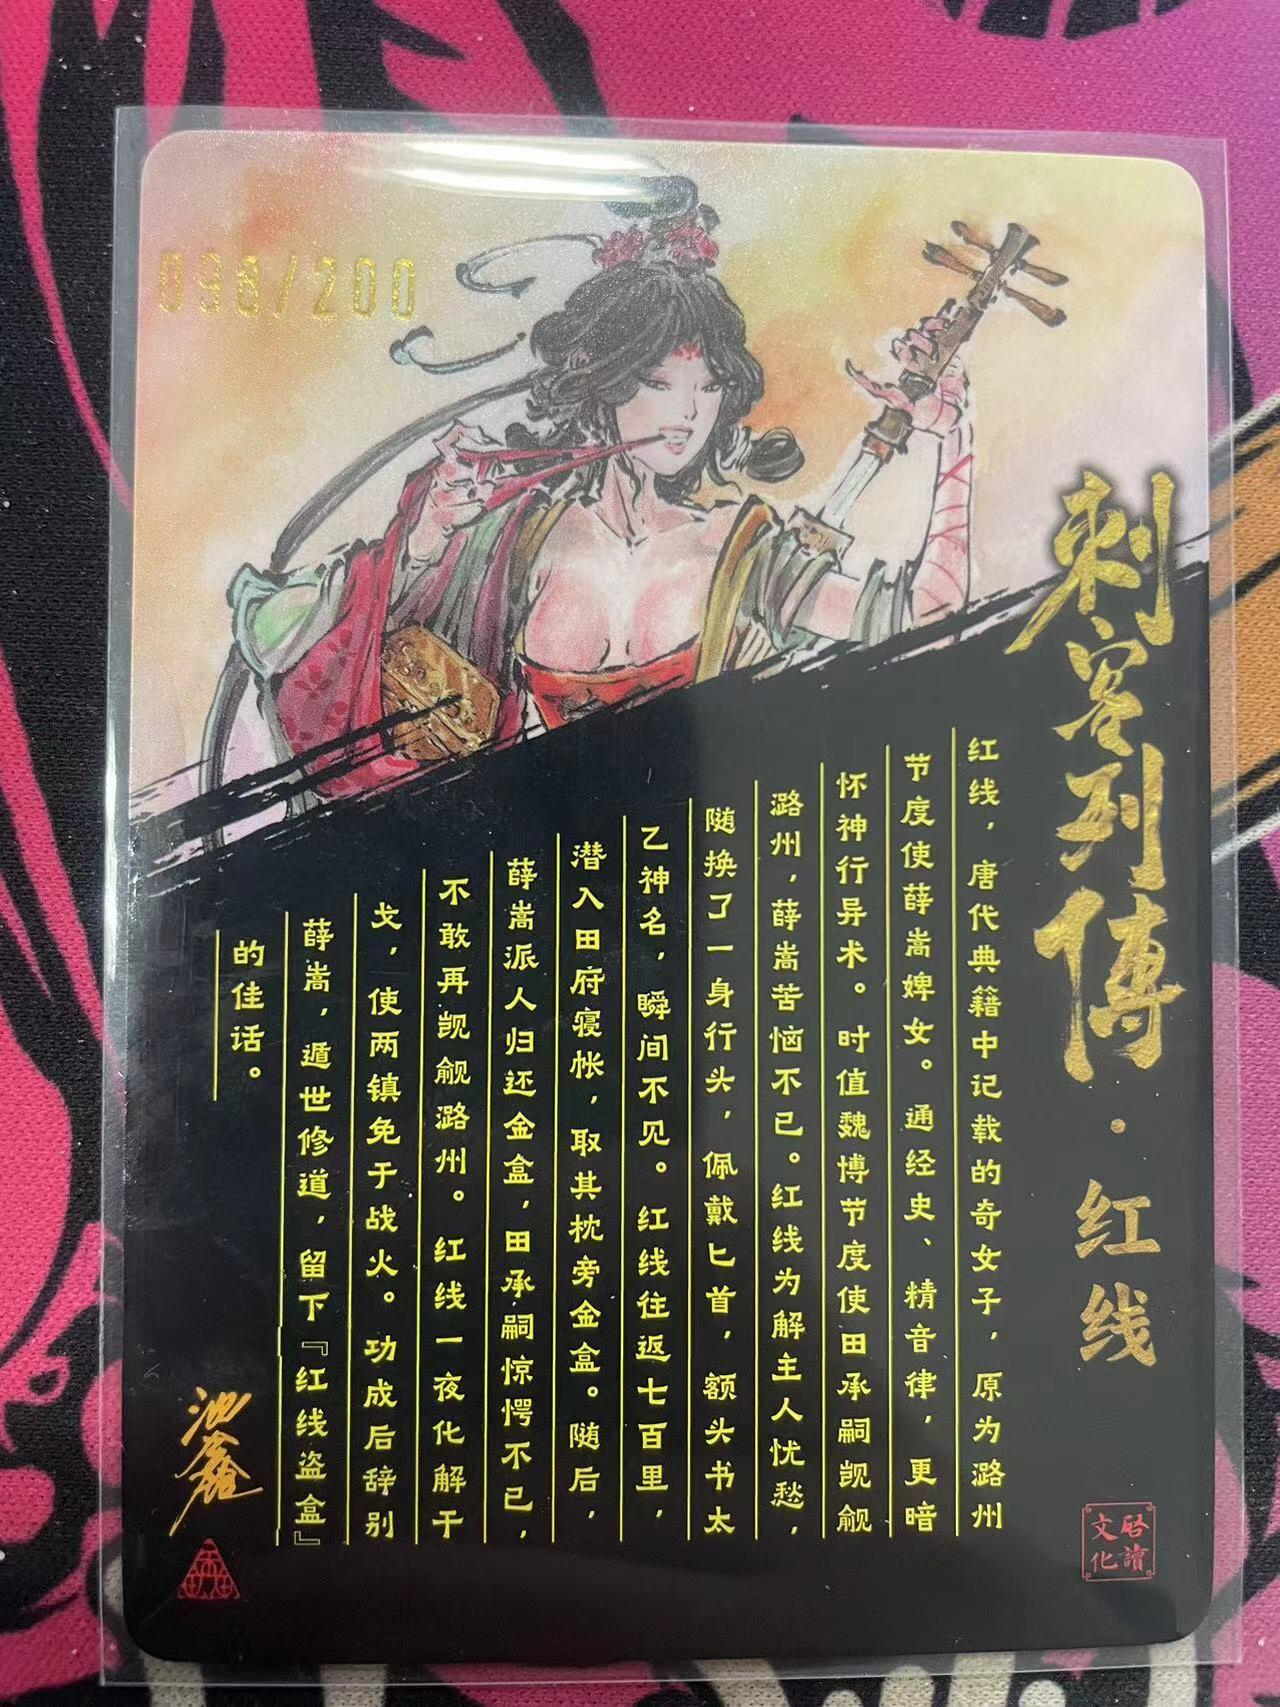 098/200
刺客列傳·红线
红线，唐代典籍中记载的奇女子，原为潞州
节度使薛嵩婢女。通经史、精音律，更暗
怀神行异术。时值魏博节度使田承嗣觊觎
潞州，薛嵩苦恼不已。红线为解主人忧愁，
随换了一身行头，佩戴匕首，额头书太
乙神名，瞬间不见。红线往返七百里，
潜入田府寝帐，取其枕旁金盒。随后，
薛嵩派人归还金盒，田承嗣惊愕不已，
不敢再觊觎潞州。红线一夜化解干
戈，使两镇免于战火。功成后辞别
薛嵩，遁世修道，留下『红线盗盒』
的佳话。
启讀
文化